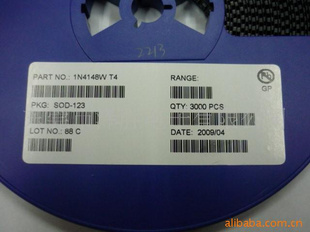 2213
PART NO.: 1N4148W T4
RANGE:
GP
PKG: SOD-123
QTY: 3000 PCS
LOT NO.: 88 C
DATE: 2009/04
alibaba.com.cn